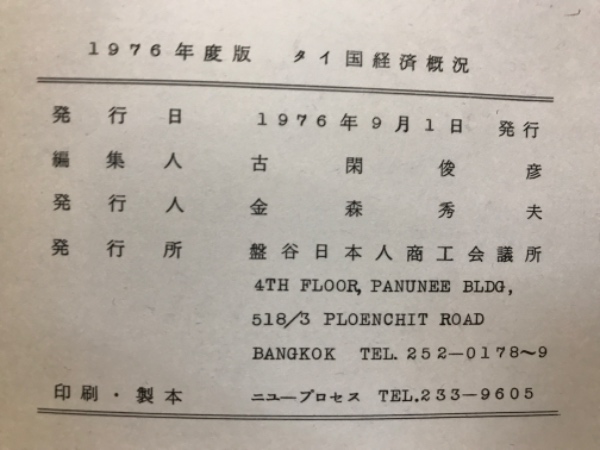 1976年度版 タイ国経済概況
発行日 1976年9月1日 発行
編集人 古閑俊彦
発行人 金森秀夫
発行所 盤谷日本人商工会議所
4TH FLOOR, PANUNEE BLDG,
518/3 PLOENCHIT ROAD
BANGKOK TEL. 252-0178~9
印刷・製本 ニュープロセス TEL.233-9605